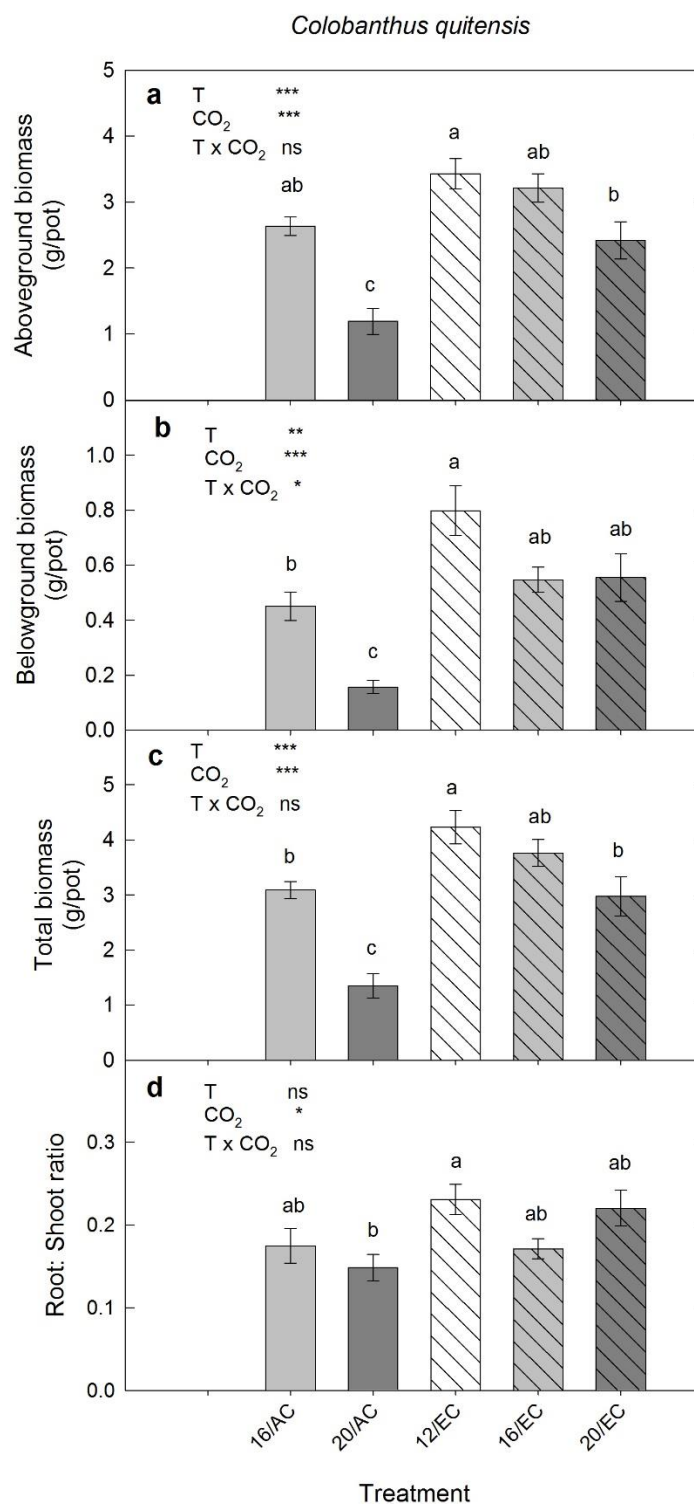 Colobanthus quitensis
a
T ***
CO₂ ***
T x CO₂ ns
ab
c
a
ab
b
5
4
3
2
1
0
Aboveground biomass
(g/pot)
b
T **
CO₂ ***
T x CO₂ *
b
c
a
ab
ab
1.0
0.8
0.6
0.4
0.2
0.0
Belowground biomass
(g/pot)
c
T ***
CO₂ ***
T x CO₂ ns
b
c
a
ab
b
5
4
3
2
1
0
Total biomass
(g/pot)
d
T ns
CO₂ *
T x CO₂ ns
ab
b
a
ab
ab
0.3
0.2
0.1
0.0
Root: Shoot ratio
16/AC
20/AC
12/EC
16/EC
20/EC
Treatment